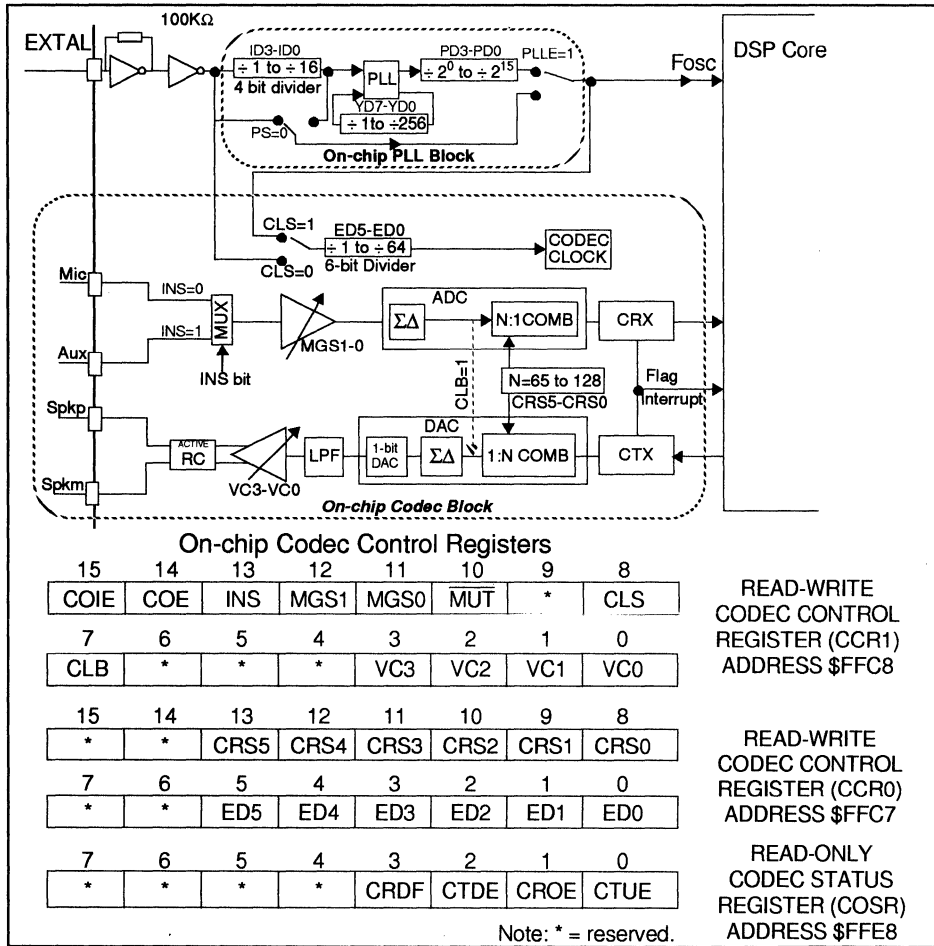 100KΩ
EXTAL
ID3-ID0
÷ 1 to ÷ 16
4 bit divider
PLL
PD3-PD0
÷ 2⁰ to ÷ 2¹⁵
PLLE=1
Fosc
DSP Core
YD7-YD0
÷ 1to ÷256
PS=0
On-chip PLL Block
CLS=1
ED5-ED0
÷ 1 to ÷ 64
6-bit Divider
CLS=0
CODEC
CLOCK
Mic
INS=0
MUX
Aux
INS=1
INS bit
MGS1-0
ADC
ΣΔ
N:1COMB
CRX
CLB=1
N=65 to 128
CRS5-CRS0
Flag
Interrupt
Spkp
ACTIVE
RC
Spkm
VC3-VC0
LPF
DAC
1-bit
DAC
ΣΔ
1:N COMB
CTX
On-chip Codec Block
On-chip Codec Control Registers
15 14 13 12 11 10 9 8
COIE COE INS MGS1 MGS0 M̅U̅T̅ * CLS
7 6 5 4 3 2 1 0
CLB * * * VC3 VC2 VC1 VC0
READ-WRITE
CODEC CONTROL
REGISTER (CCR1)
ADDRESS $FFC8
15 14 13 12 11 10 9 8
* * CRS5 CRS4 CRS3 CRS2 CRS1 CRS0
7 6 5 4 3 2 1 0
* * ED5 ED4 ED3 ED2 ED1 ED0
READ-WRITE
CODEC CONTROL
REGISTER (CCR0)
ADDRESS $FFC7
7 6 5 4 3 2 1 0
* * * * CRDF CTDE CROE CTUE
READ-ONLY
CODEC STATUS
REGISTER (COSR)
ADDRESS $FFE8
Note: * = reserved.